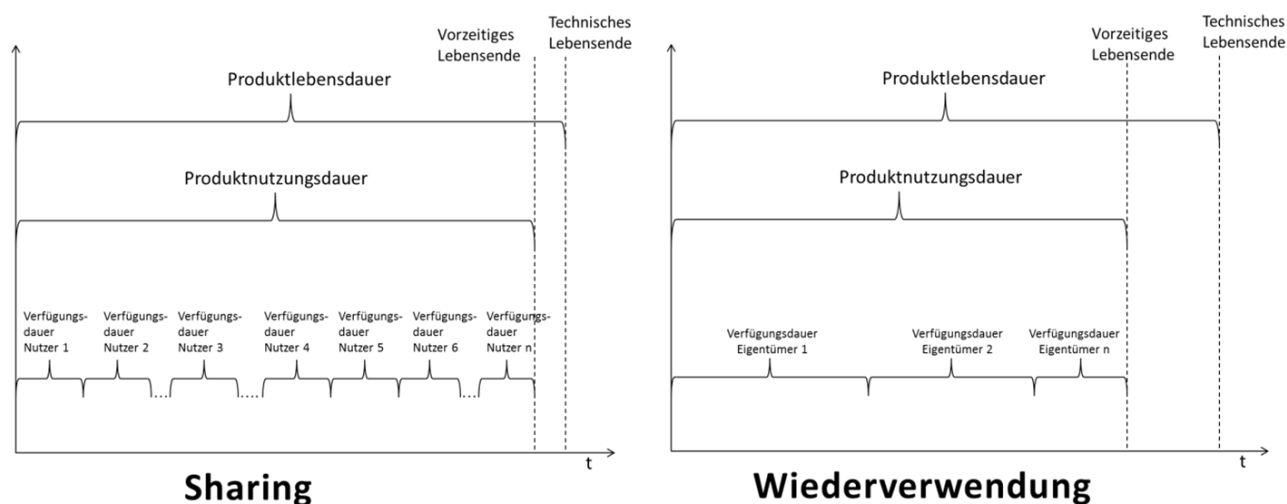 Vorzeitiges
Lebensende
Technisches
Lebensende
Produktlebensdauer
Produktnutzungsdauer
Verfügungs-
dauer
Nutzer 1
Verfügungs-
dauer
Nutzer 2
Verfügungs-
dauer
Nutzer 3
Verfügungs-
dauer
Nutzer 4
Verfügungs-
dauer
Nutzer 5
Verfügungs-
dauer
Nutzer 6
Verfügungs-
dauer
Nutzer n
....
....
...
t
Sharing
Vorzeitiges
Lebensende
Technisches
Lebensende
Produktlebensdauer
Produktnutzungsdauer
Verfügungsdauer
Eigentümer 1
Verfügungsdauer
Eigentümer 2
Verfügungsdauer
Eigentümer n
t
Wiederverwendung